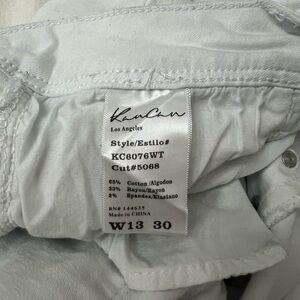 KanCan
Los Angeles
Style/Estilo#
KC6076WT
Cut#5068
65% Cotton/Algodon
33% Rayon/Rayon
2% Spandex/Elastano
RN# 144635
Made in CHINA
W13 30